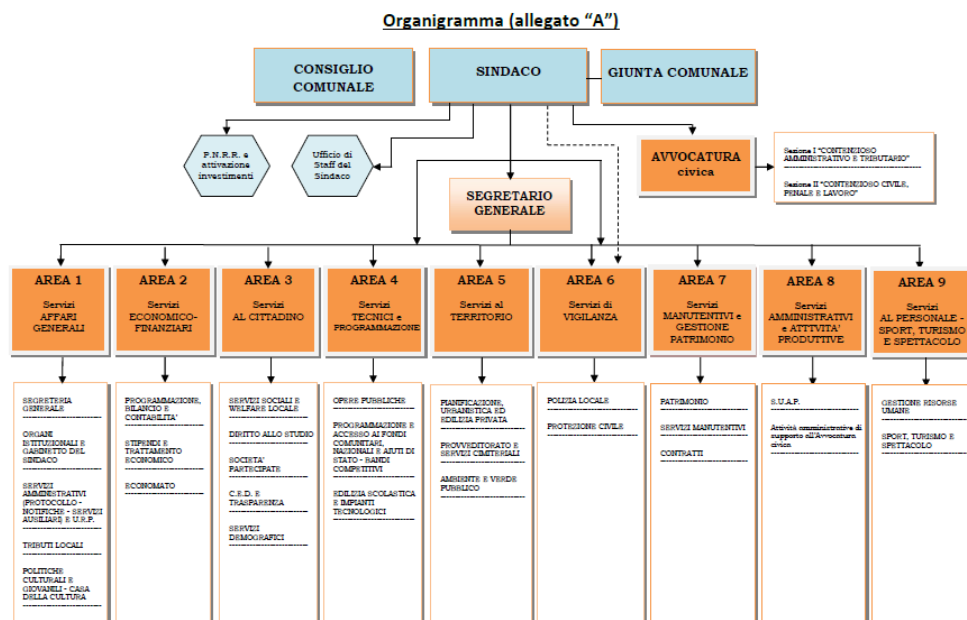 Organigramma (allegato “A”)
CONSIGLIO
COMUNALE
SINDACO
GIUNTA COMUNALE
P.N.R.R. e
attivazione
investimenti
Ufficio di
Staff del
Sindaco
AVVOCATURA
civica
Sezione I “CONTENZIOSO
AMMINISTRATIVO E TRIBUTARIO”
Sezione II “CONTENZIOSO CIVILE,
PENALE E LAVORO”
SEGRETARIO
GENERALE
AREA 1
Servizi
AFFARI
GENERALI
AREA 2
Servizi
ECONOMICO-
FINANZIARI
AREA 3
Servizi
AL CITTADINO
AREA 4
Servizi
TECNICI e
PROGRAMMAZIONE
AREA 5
Servizi al
TERRITORIO
AREA 6
Servizi di
VIGILANZA
AREA 7
Servizi
MANUTENTIVI e
GESTIONE
PATRIMONIO
AREA 8
Servizi
AMMINISTRATIVI
e ATTTVITA’
PRODUTTIVE
AREA 9
Servizi
AL PERSONALE -
SPORT, TURISMO
E SPETTACOLO
SEGRETERIA
GENERALE
ORGANI
ISTITUZIONALI E
GABINETTO DEL
SINDACO
SERVIZI
AMMINISTRATIVI
(PROTOCOLLO -
NOTIFICHE - SERVIZI
AUSILIARI) E U.R.P.
TRIBUTI LOCALI
POLITICHE
CULTURALI E
GIOVANILI - CASA
DELLA CULTURA
PROGRAMMAZIONE,
BILANCIO E
CONTABILITA’
STIPENDI E
TRATTAMENTO
ECONOMICO
ECONOMATO
SERVIZI SOCIALI E
WELFARE LOCALE
DIRITTO ALLO STUDIO
SOCIETA’
PARTECIPATE
C.E.D. E
TRASPARENZA
SERVIZI
DEMOGRAFICI
OPERE PUBBLICHE
PROGRAMMAZIONE E
ACCESSO AI FONDI
COMUNITARI,
NAZIONALI E AIUTI DI
STATO - BANDI
COMPETITIVI
EDILIZIA SCOLASTICA
E IMPIANTI
TECNOLOGICI
PIANIFICAZIONE,
URBANISTICA ED
EDILIZIA PRIVATA
PROVVEDITORATO E
SERVIZI CIMITERIALI
AMBIENTE E VERDE
PUBBLICO
POLIZIA LOCALE
PROTEZIONE CIVILE
PATRIMONIO
SERVIZI MANUTENTIVI
CONTRATTI
S.U.A.P.
Attività amministrative di
supporto all’Avvocatura
civica
GESTIONE RISORSE
UMANE
SPORT, TURISMO E
SPETTACOLO